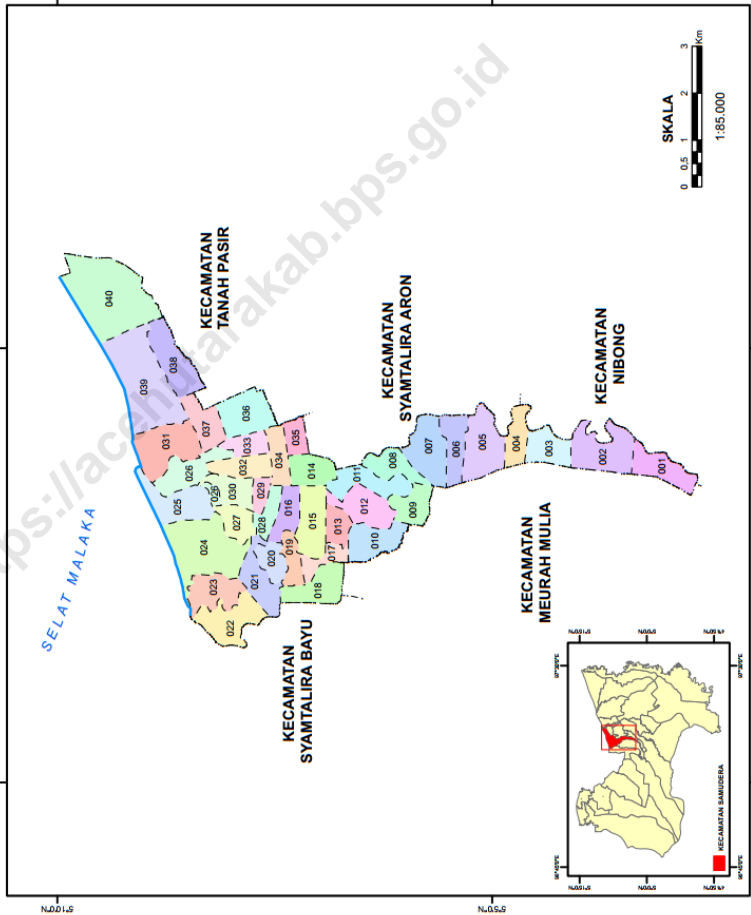 https://acehutarakab.bps.go.id
SELAT MALAKA
040
039
038
KECAMATAN
TANAH PASIR
031
037
036
026
033
025
032
035
034
026
030
029
014
024
027
028
016
015
008
011
KECAMATAN
SYAMTALIRA ARON
023
021
020
019
013
012
007
006
005
022
018
017
010
009
004
003
002
001
KECAMATAN
NIBONG
KECAMATAN
SYAMTALIRA BAYU
KECAMATAN
MEURAH MULIA
SKALA
0 0,5 1 2 3
Km
1:85.000
5°10'0"N
5°5'0"N
KECAMATAN SAMUDERA